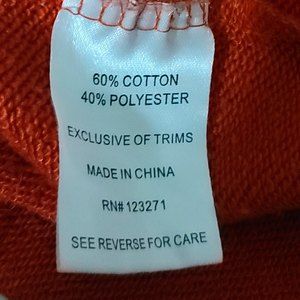 60% COTTON
40% POLYESTER
EXCLUSIVE OF TRIMS
MADE IN CHINA
RN# 123271
SEE REVERSE FOR CARE